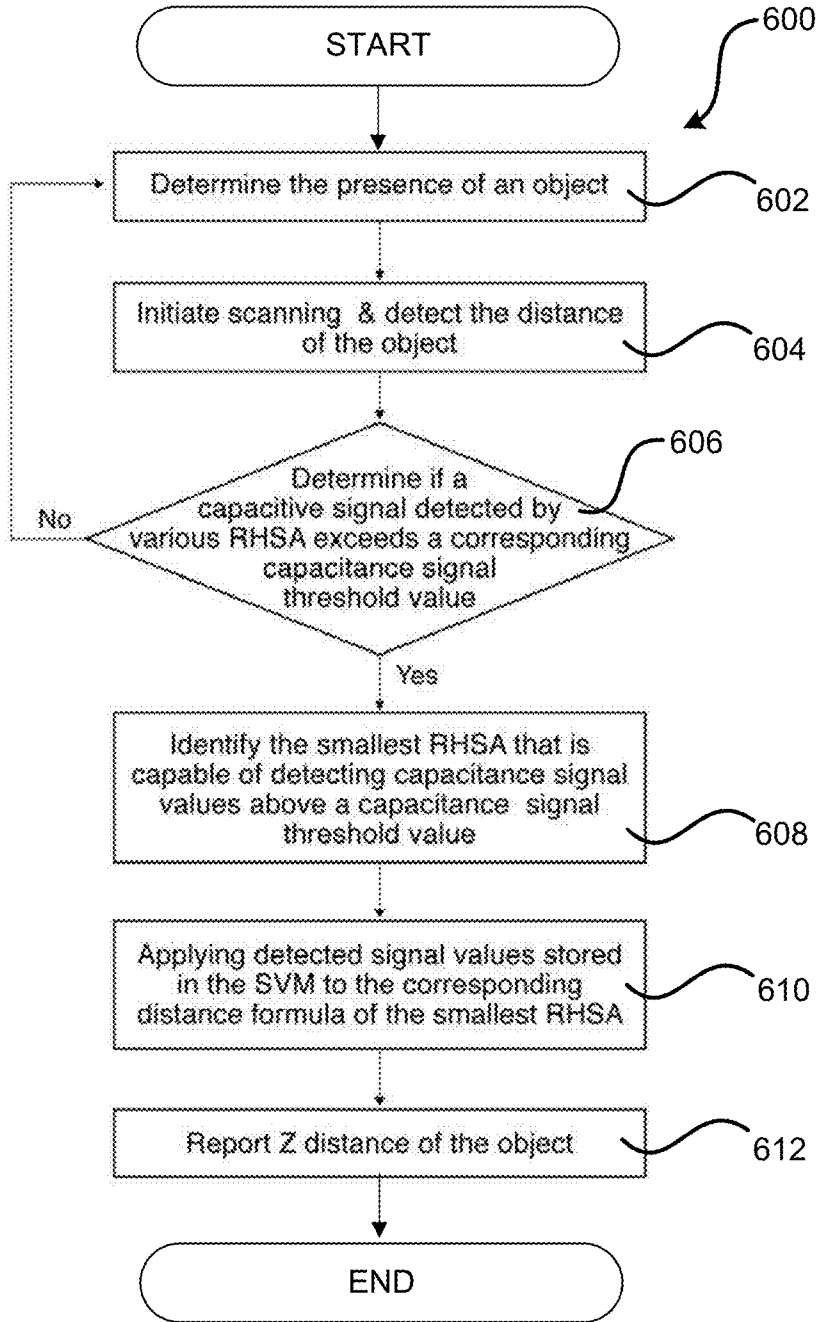 START
600
Determine the presence of an object
602
Initiate scanning & detect the distance
of the object
604
606
Determine if a
capacitive signal detected by
various RHSA exceeds a corresponding
capacitance signal
threshold value
No
Yes
Identify the smallest RHSA that is
capable of detecting capacitance signal
values above a capacitance signal
threshold value
608
Applying detected signal values stored
in the SVM to the corresponding
distance formula of the smallest RHSA
610
Report Z distance of the object
612
END